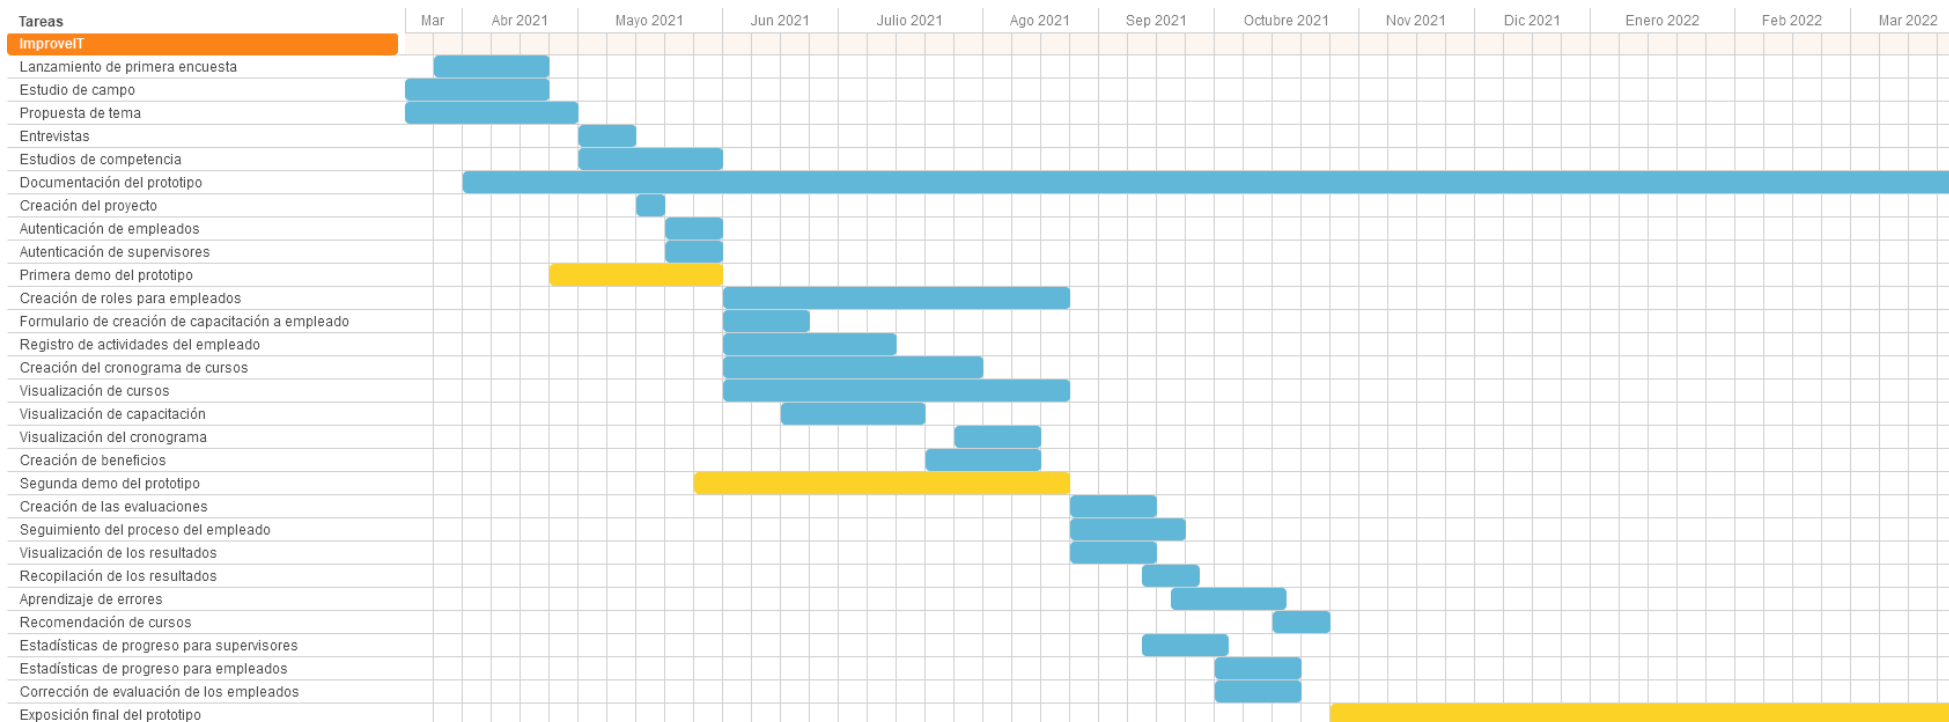 Tareas Mar Abr 2021 Mayo 2021 Jun 2021 Julio 2021 Ago 2021 Sep 2021 Octubre 2021 Nov 2021 Dic 2021 Enero 2022 Feb 2022 Mar 2022
ImproveIT
Lanzamiento de primera encuesta
Estudio de campo
Propuesta de tema
Entrevistas
Estudios de competencia
Documentación del prototipo
Creación del proyecto
Autenticación de empleados
Autenticación de supervisores
Primera demo del prototipo
Creación de roles para empleados
Formulario de creación de capacitación a empleado
Registro de actividades del empleado
Creación del cronograma de cursos
Visualización de cursos
Visualización de capacitación
Visualización del cronograma
Creación de beneficios
Segunda demo del prototipo
Creación de las evaluaciones
Seguimiento del proceso del empleado
Visualización de los resultados
Recopilación de los resultados
Aprendizaje de errores
Recomendación de cursos
Estadísticas de progreso para supervisores
Estadísticas de progreso para empleados
Corrección de evaluación de los empleados
Exposición final del prototipo